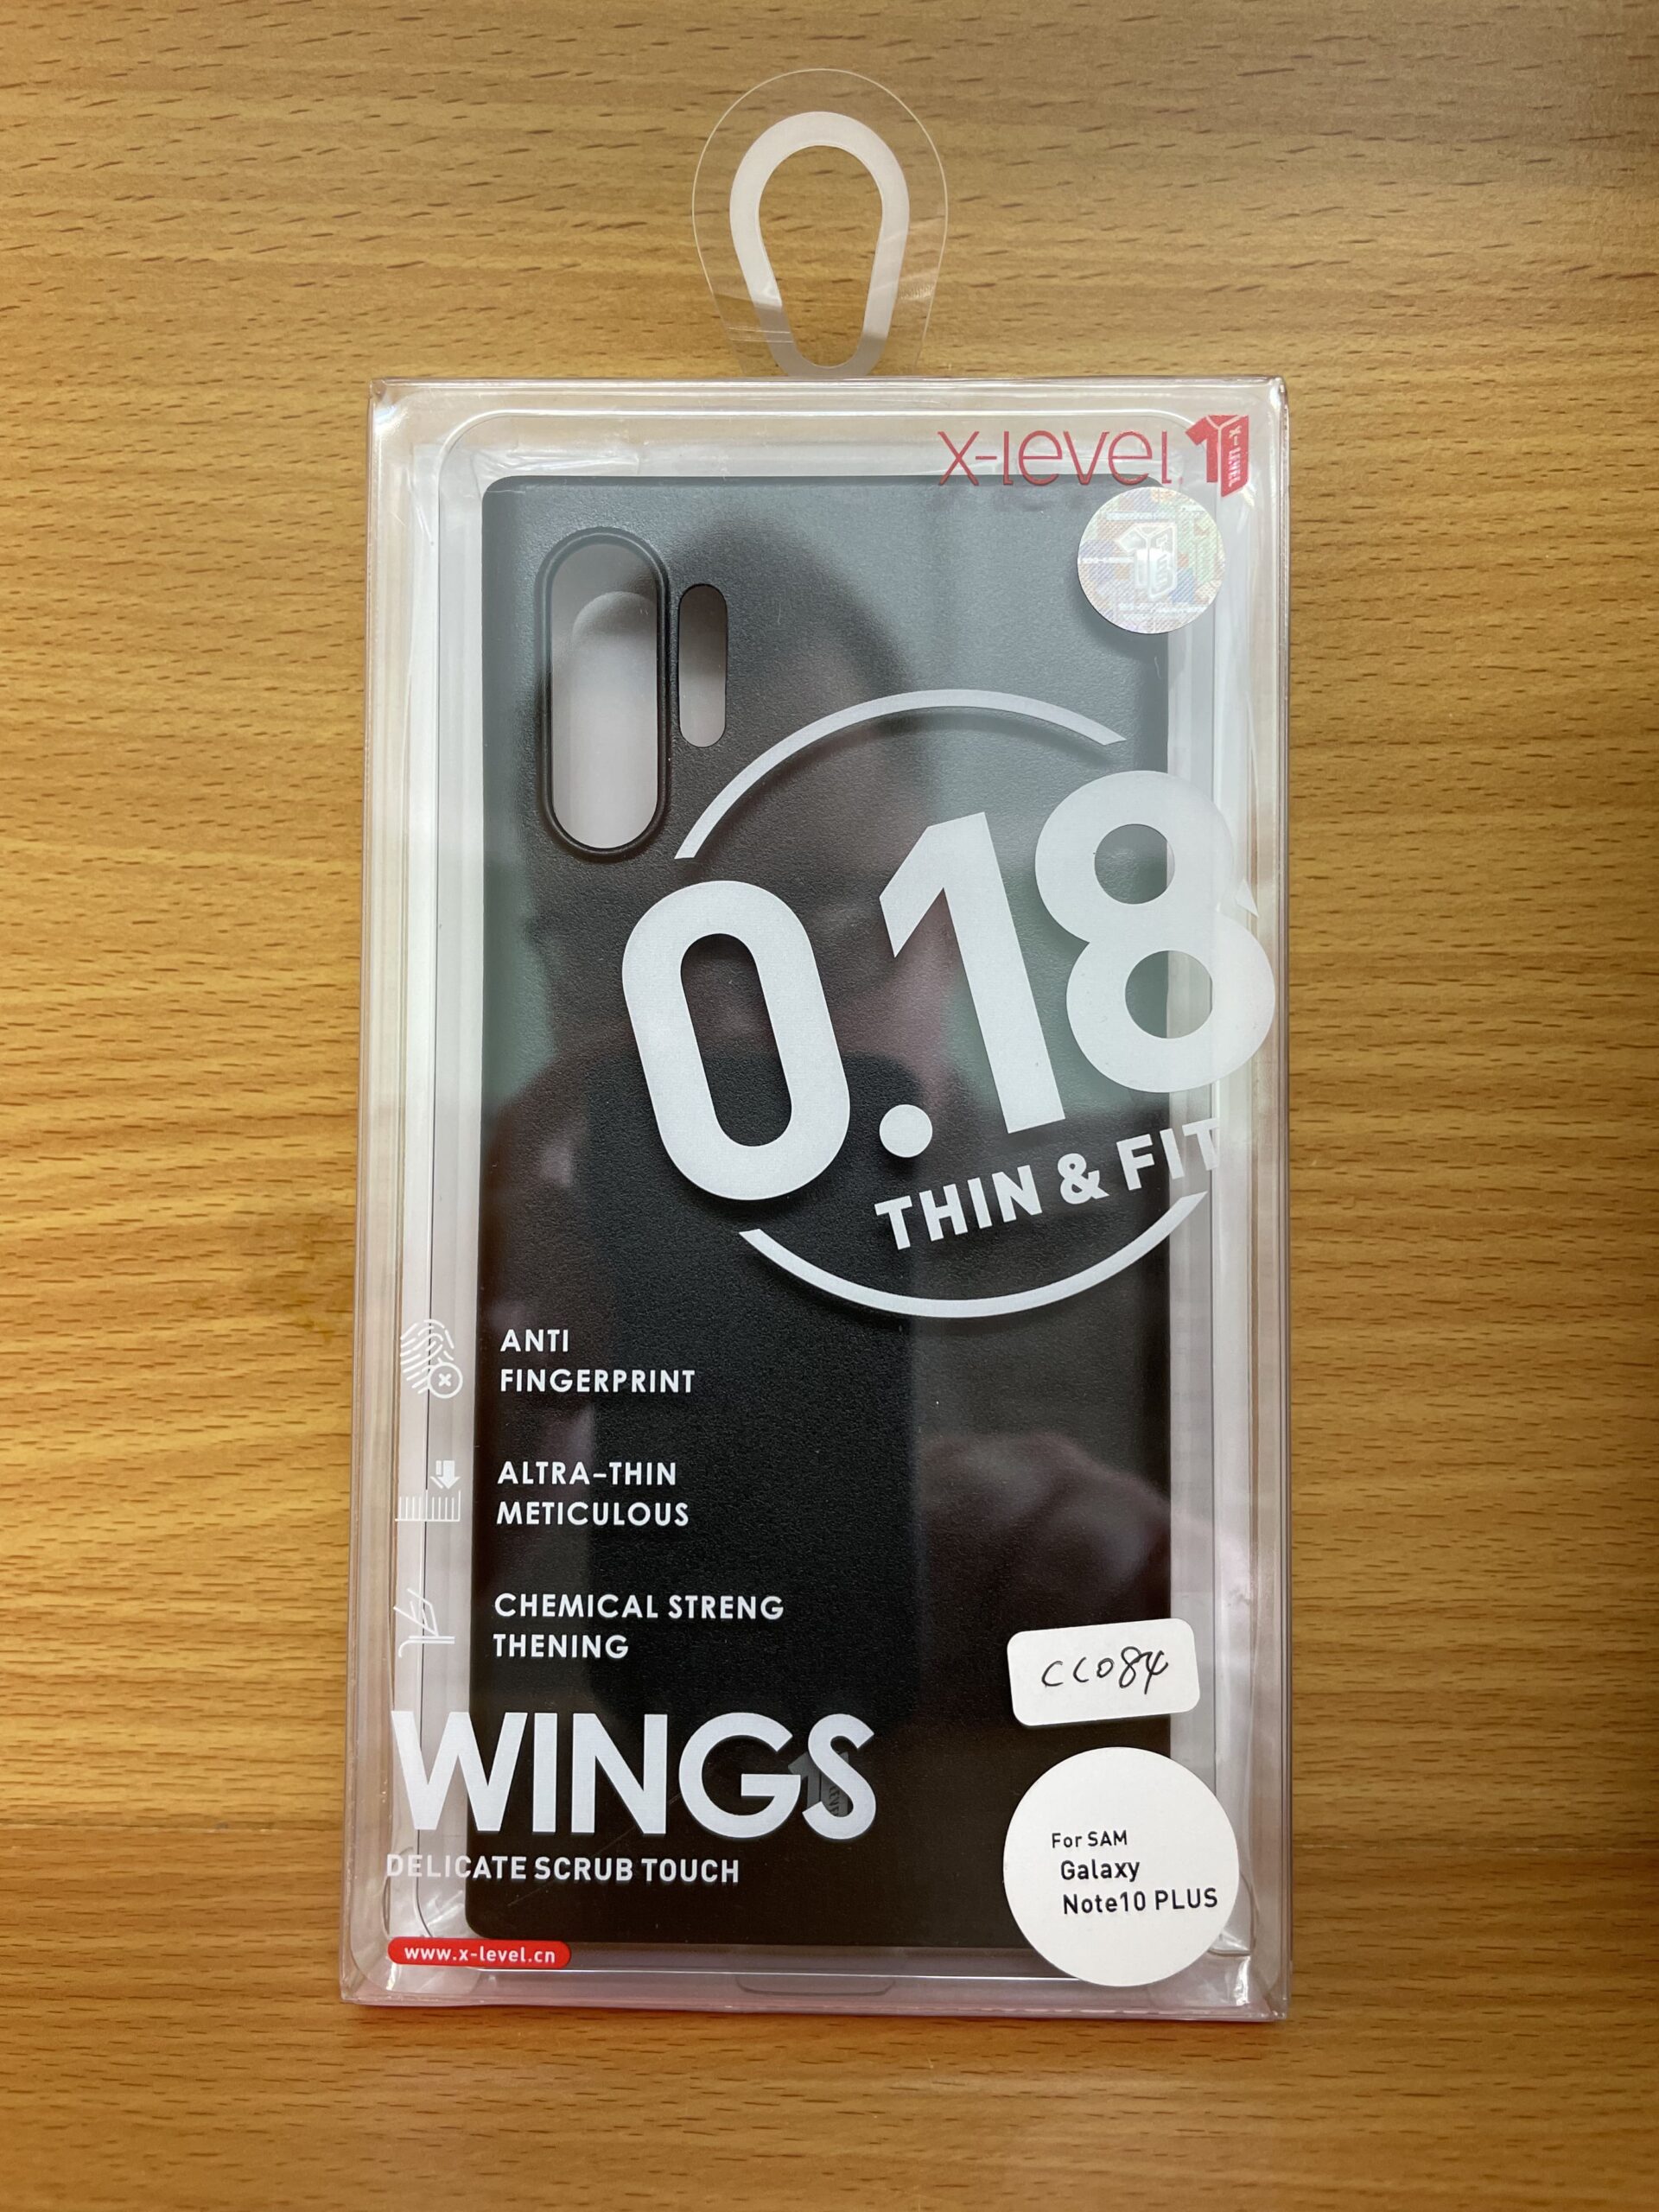 x-level
X-LEVEL
0.18
THIN & FIT
ANTI
FINGERPRINT
ALTRA-THIN
METICULOUS
CHEMICAL STRENG
THENING
CC084
WINGS
DELICATE SCRUB TOUCH
For SAM
Galaxy
Note10 PLUS
www.x-level.cn